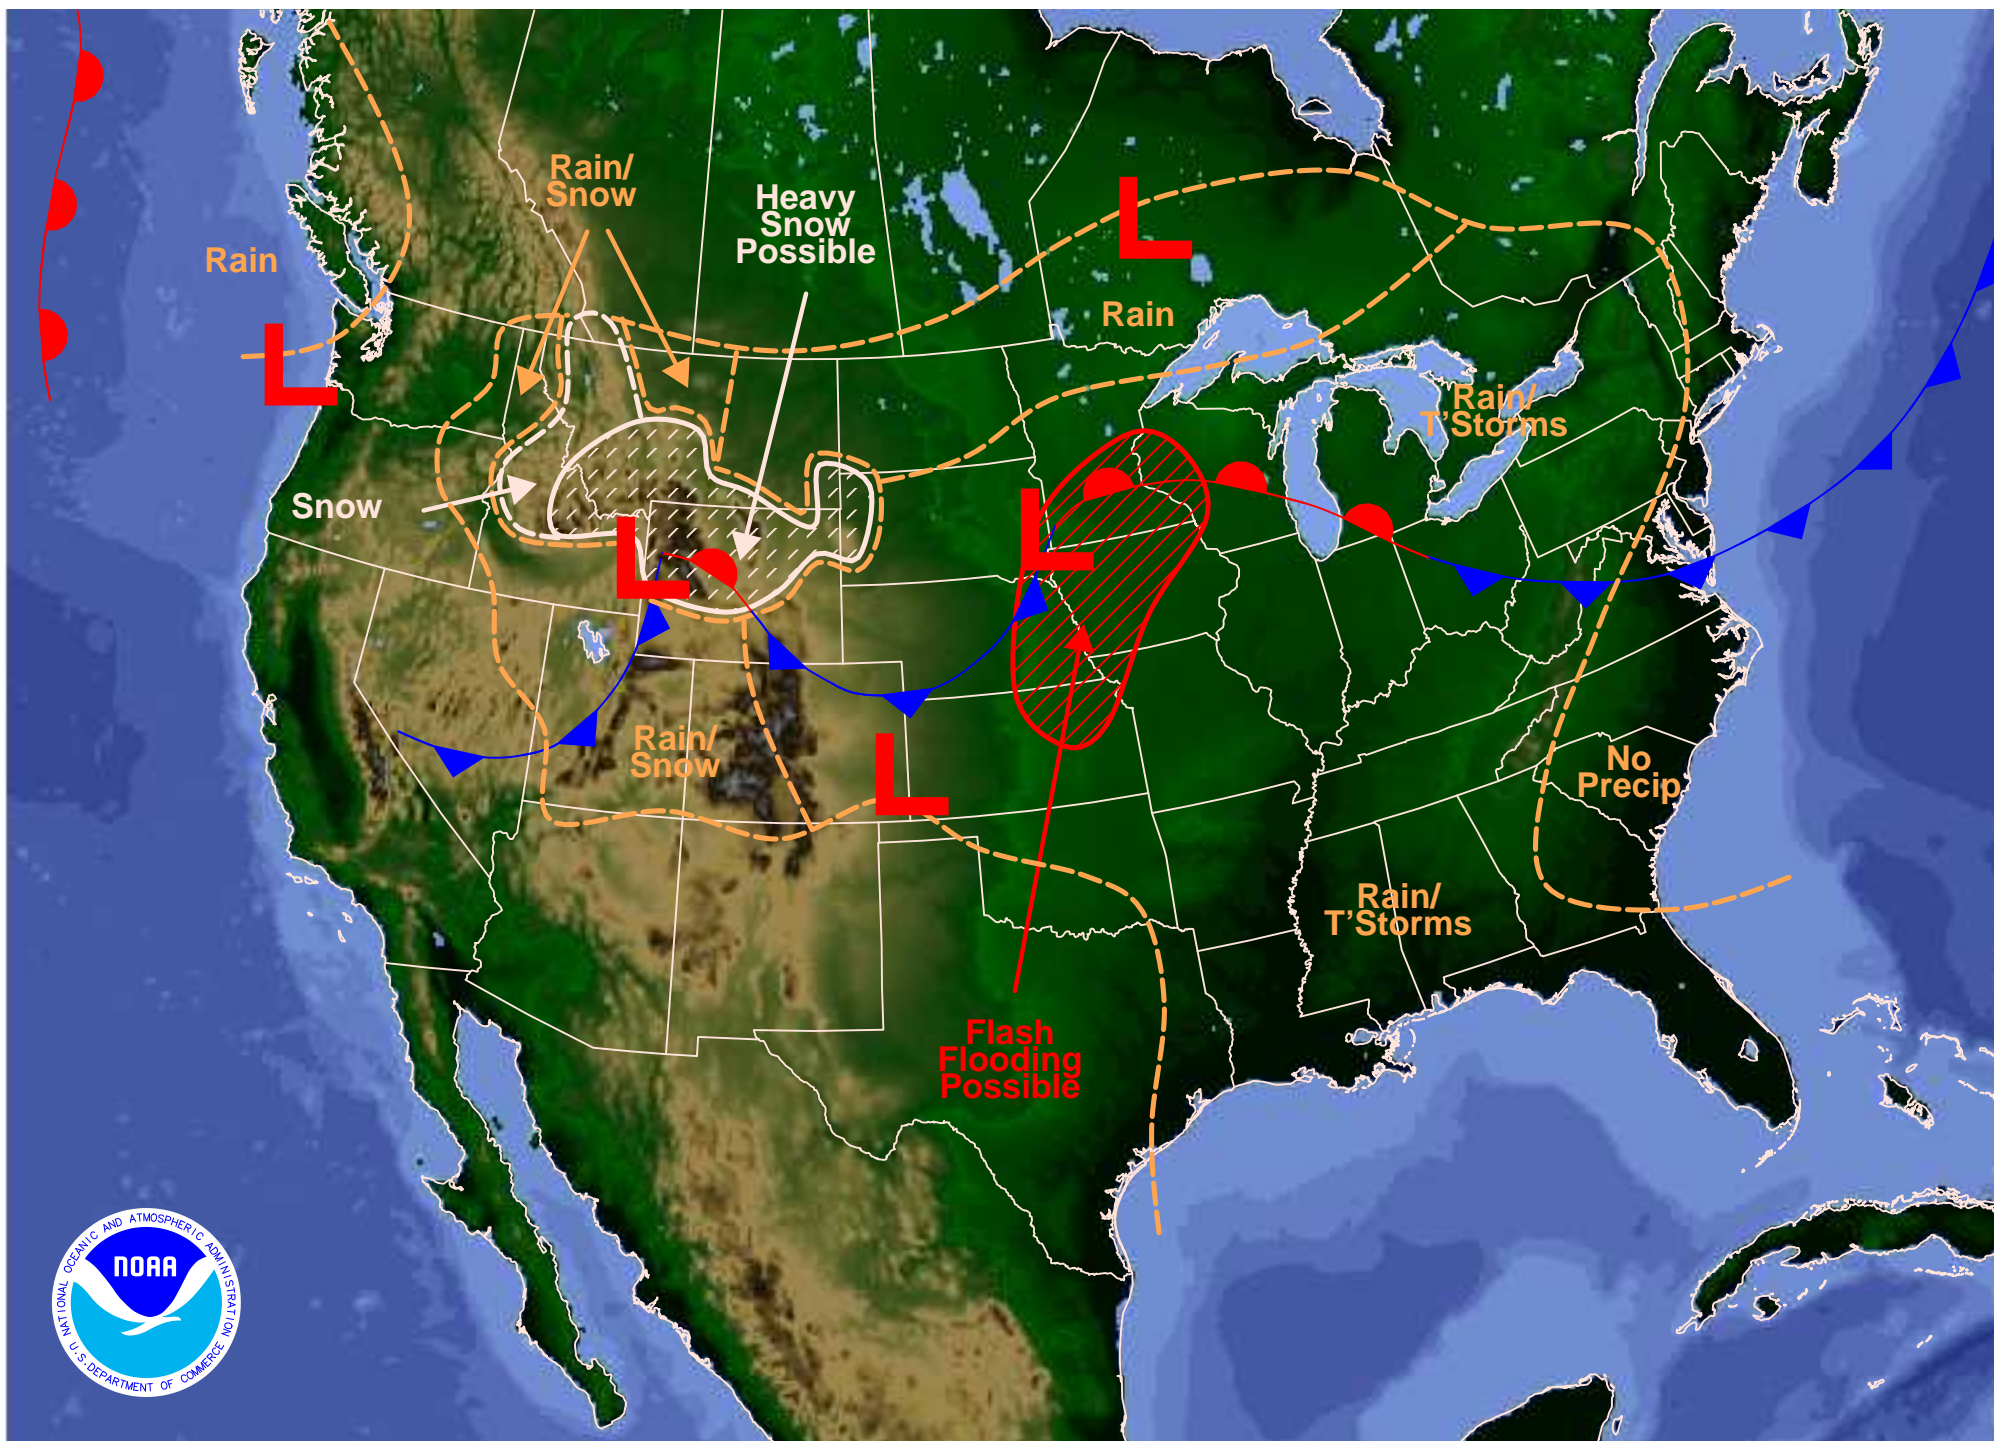 Rain/
Snow
Heavy
Snow
Possible
Rain
L
L
Rain
L
Rain/
T'Storms
Snow
L
L
Rain/
Snow
L
No
Precip
Rain/
T'Storms
Flash
Flooding
Possible
NATIONAL OCEANIC AND ATMOSPHERIC ADMINISTRATION
NOAA
U.S. DEPARTMENT OF COMMERCE